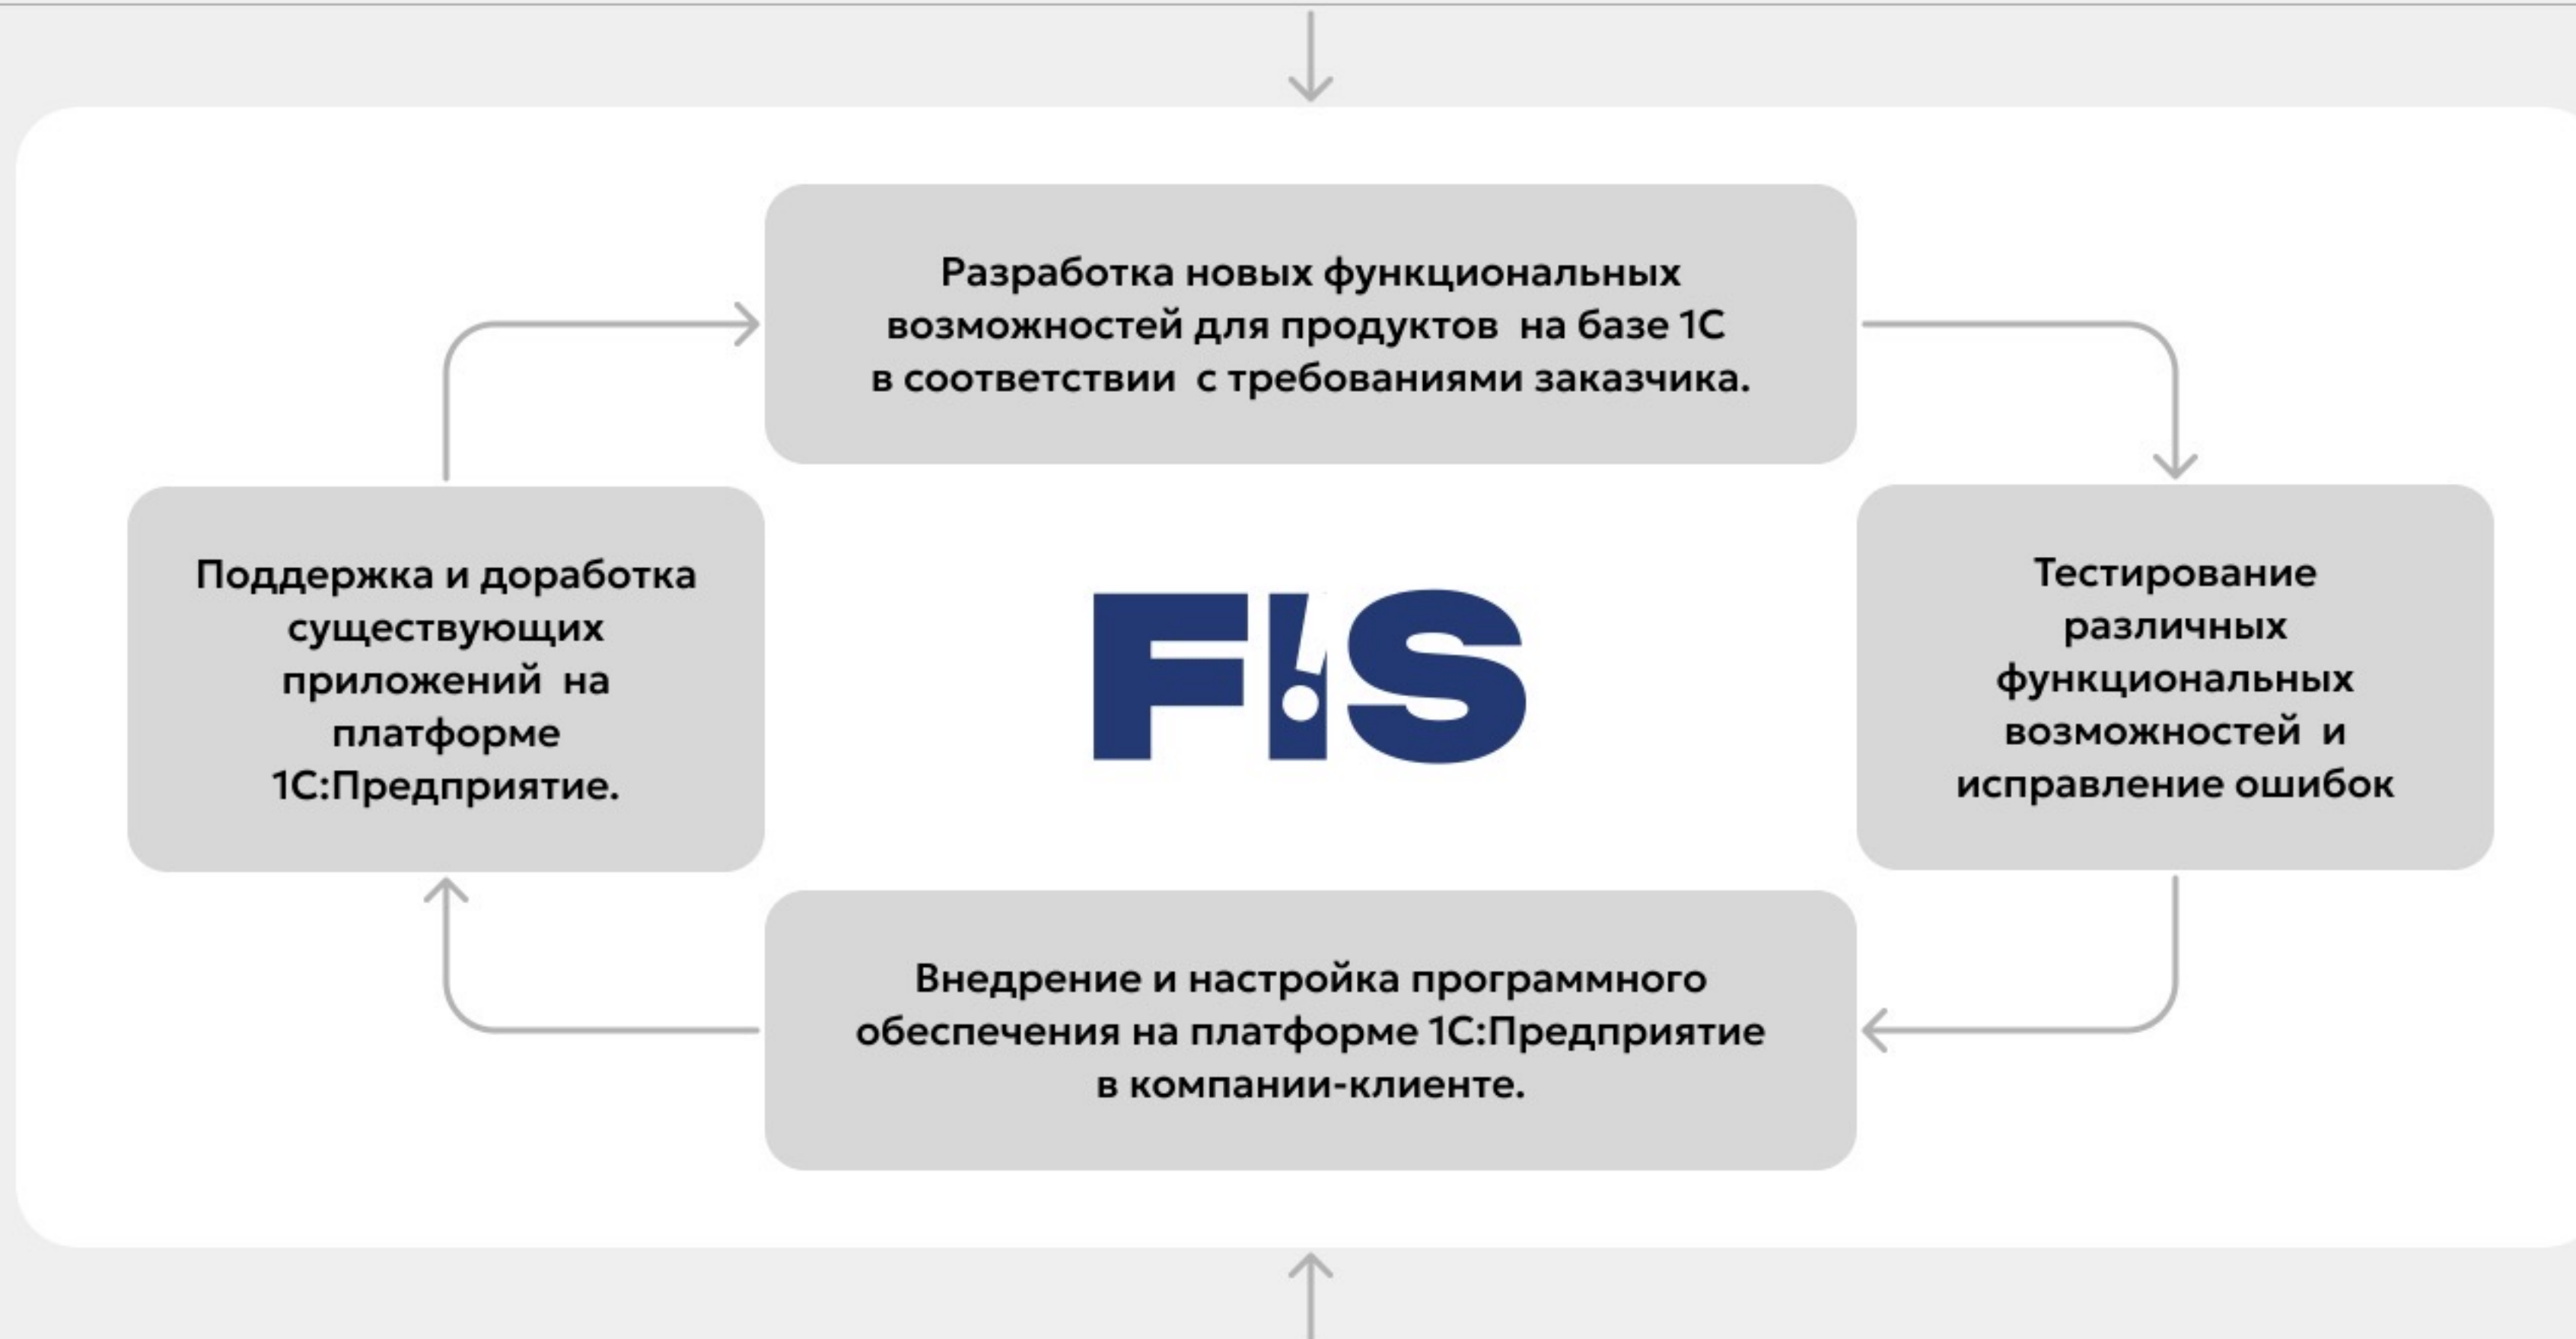 Разработка новых функциональных
возможностей для продуктов на базе 1С
в соответствии с требованиями заказчика.
Поддержка и доработка
существующих
приложений на
платформе
1С:Предприятие.
F!S
Тестирование
различных
функциональных
возможностей и
исправление ошибок
Внедрение и настройка программного
обеспечения на платформе 1С:Предприятие
в компании-клиенте.